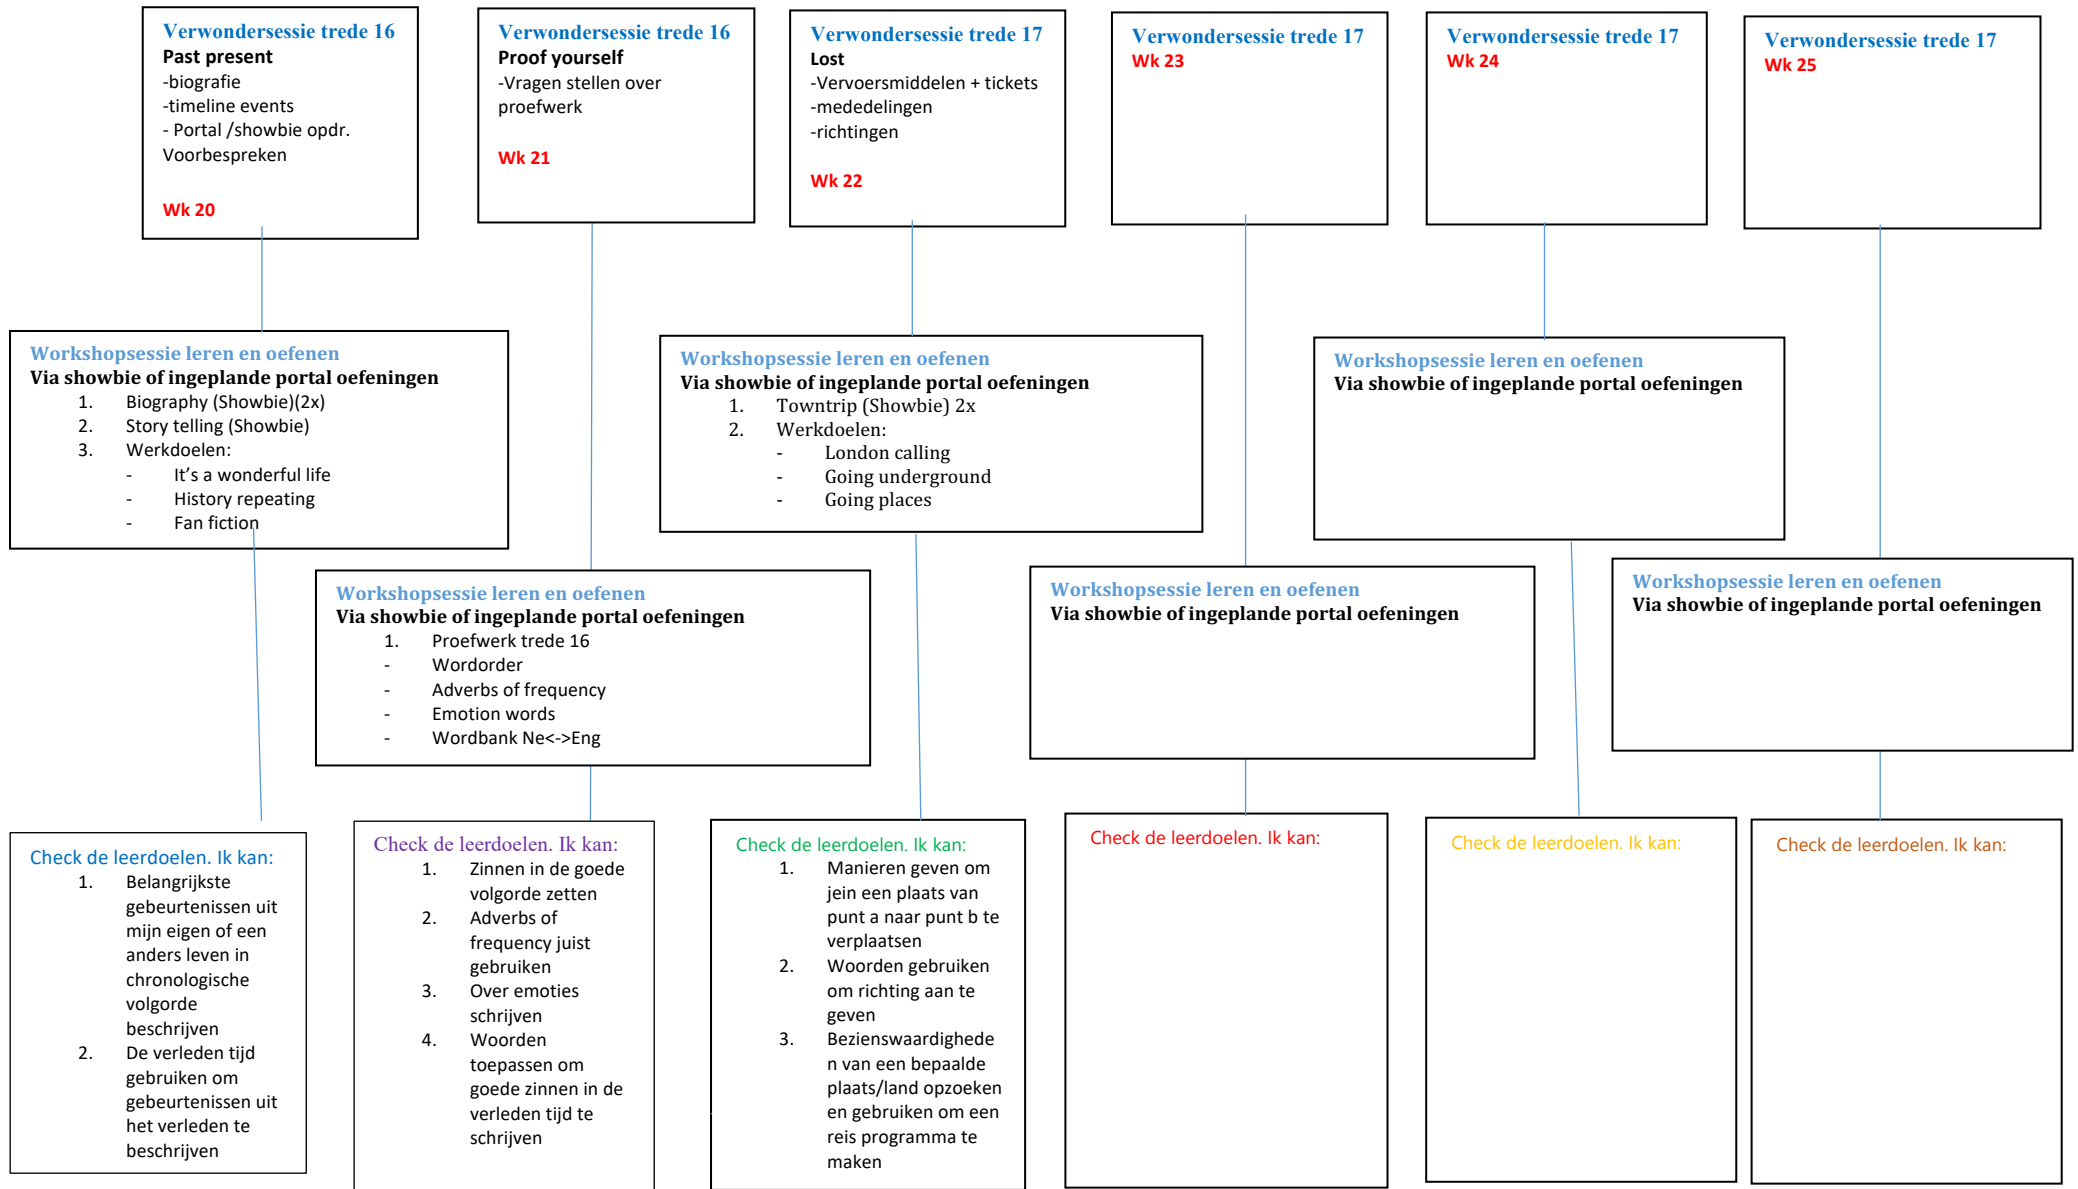 Verwondersessie trede 16
Past present
-biografie
-timeline events
- Portal /showbie opdr.
Voorbespreken
Wk 20
Verwondersessie trede 16
Proof yourself
-Vragen stellen over
proefwerk
Wk 21
Verwondersessie trede 17
Lost
-Vervoersmiddelen + tickets
-mededelingen
-richtingen
Wk 22
Verwondersessie trede 17
Wk 23
Verwondersessie trede 17
Wk 24
Verwondersessie trede 17
Wk 25
Workshopsessie leren en oefenen
Via showbie of ingeplande portal oefeningen
1. Biography (Showbie)(2x)
2. Story telling (Showbie)
3. Werkdoelen:
- It's a wonderful life
- History repeating
- Fan fiction
Workshopsessie leren en oefenen
Via showbie of ingeplande portal oefeningen
1. Towntrip (Showbie) 2x
2. Werkdoelen:
- London calling
- Going underground
- Going places
Workshopsessie leren en oefenen
Via showbie of ingeplande portal oefeningen
Workshopsessie leren en oefenen
Via showbie of ingeplande portal oefeningen
1. Proefwerk trede 16
- Wordorder
- Adverbs of frequency
- Emotion words
- Wordbank Ne<->Eng
Workshopsessie leren en oefenen
Via showbie of ingeplande portal oefeningen
Workshopsessie leren en oefenen
Via showbie of ingeplande portal oefeningen
Check de leerdoelen. Ik kan:
1. Belangrijkste
gebeurtenissen uit
mijn eigen of een
anders leven in
chronologische
volgorde
beschrijven
2. De verleden tijd
gebruiken om
gebeurtenissen uit
het verleden te
beschrijven
Check de leerdoelen. Ik kan:
1. Zinnen in de goede
volgorde zetten
2. Adverbs of
frequency juist
gebruiken
3. Over emoties
schrijven
4. Woorden
toepassen om
goede zinnen in de
verleden tijd te
schrijven
Check de leerdoelen. Ik kan:
1. Manieren geven om
jein een plaats van
punt a naar punt b te
verplaatsen
2. Woorden gebruiken
om richting aan te
geven
3. Bezienswaardighede
n van een bepaalde
plaats/land opzoeken
en gebruiken om een
reis programma te
maken
Check de leerdoelen. Ik kan:
Check de leerdoelen. Ik kan:
Check de leerdoelen. Ik kan: